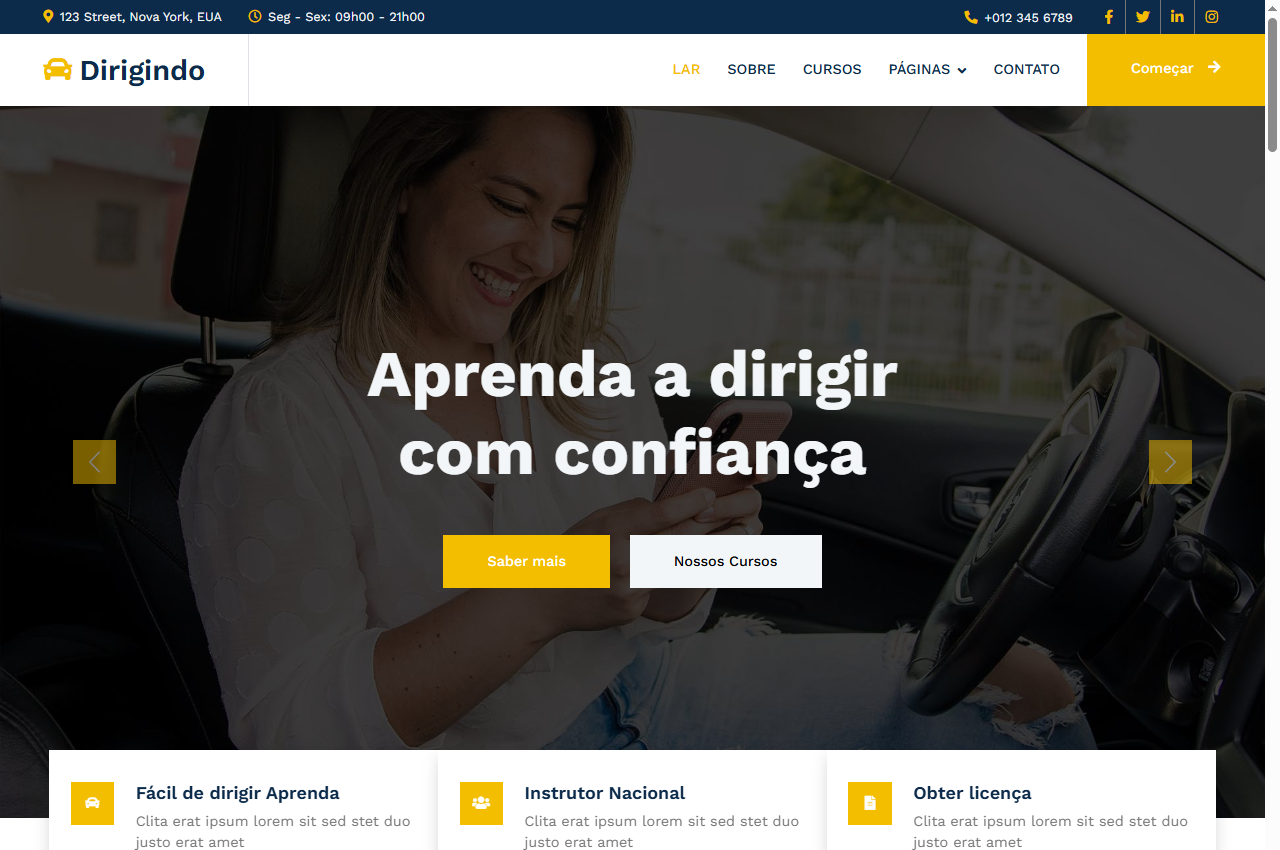 123 Street, Nova York, EUA
Seg - Sex: 09h00 - 21h00
+012 345 6789
Dirigindo
LAR
SOBRE
CURSOS
PÁGINAS
CONTATO
Começar
Aprenda a dirigir
com confiança
Saber mais
Nossos Cursos
Fácil de dirigir Aprenda
Clita erat ipsum lorem sit sed stet duo
justo erat amet
Instrutor Nacional
Clita erat ipsum lorem sit sed stet duo
justo erat amet
Obter licença
Clita erat ipsum lorem sit sed stet duo
justo erat amet